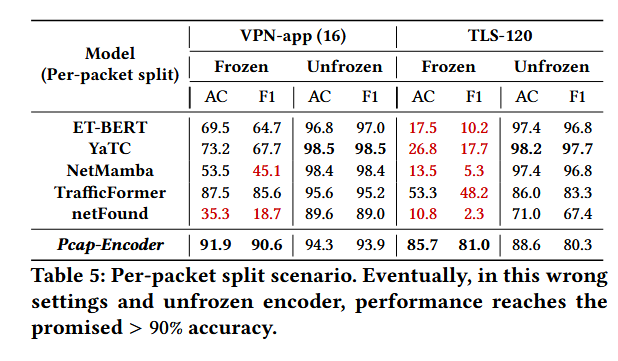 Model
(Per-packet split)
VPN-app (16) TLS-120
Frozen Unfrozen Frozen Unfrozen
AC F1 AC F1 AC F1 AC F1
ET-BERT 69.5 64.7 96.8 97.0 17.5 10.2 97.4 96.8
YaTC 73.2 67.7 98.5 98.5 26.8 17.7 98.2 97.7
NetMamba 53.5 45.1 98.4 98.4 13.5 5.3 97.4 96.8
TrafficFormer 87.5 85.6 95.6 95.2 53.3 48.2 86.0 83.3
netFound 35.3 18.7 89.6 89.0 10.8 2.3 71.0 67.4
Pcap-Encoder 91.9 90.6 94.3 93.9 85.7 81.0 88.6 80.3
Table 5: Per-packet split scenario. Eventually, in this wrong
settings and unfrozen encoder, performance reaches the
promised > 90% accuracy.